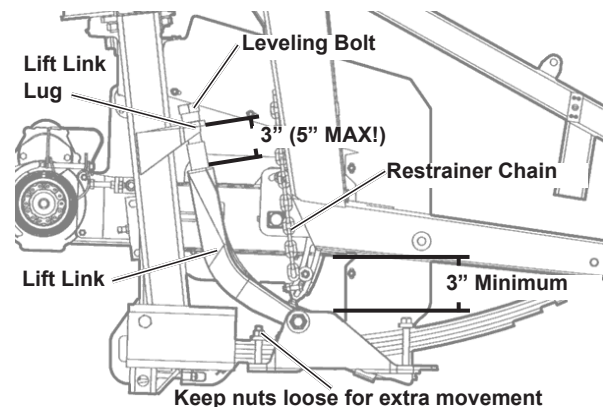 Leveling Bolt
Lift Link
Lug
3” (5” MAX!)
Restrainer Chain
Lift Link
3” Minimum
Keep nuts loose for extra movement